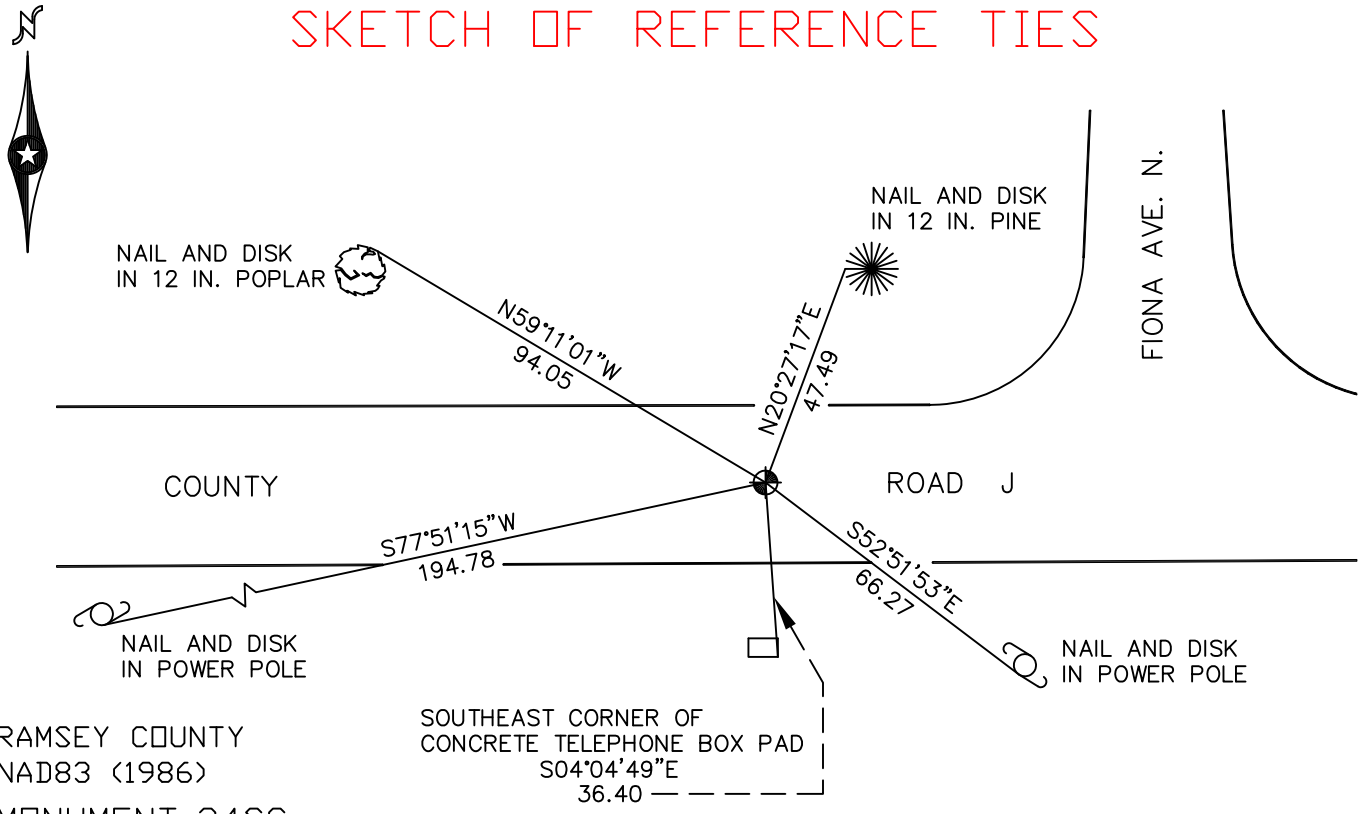 N
SKETCH OF REFERENCE TIES
NAIL AND DISK
IN 12 IN. PINE
FIONA AVE. N.
NAIL AND DISK
IN 12 IN. POPLAR
N59°11'01"W
94.05
N20°27'17"E
47.49
COUNTY
ROAD J
S77°51'15"W
194.78
S52°51'53"E
66.27
NAIL AND DISK
IN POWER POLE
NAIL AND DISK
IN POWER POLE
SOUTHEAST CORNER OF
CONCRETE TELEPHONE BOX PAD
S04°04'49"E
36.40
RAMSEY COUNTY
NAD83 (1986)
MONUMENT